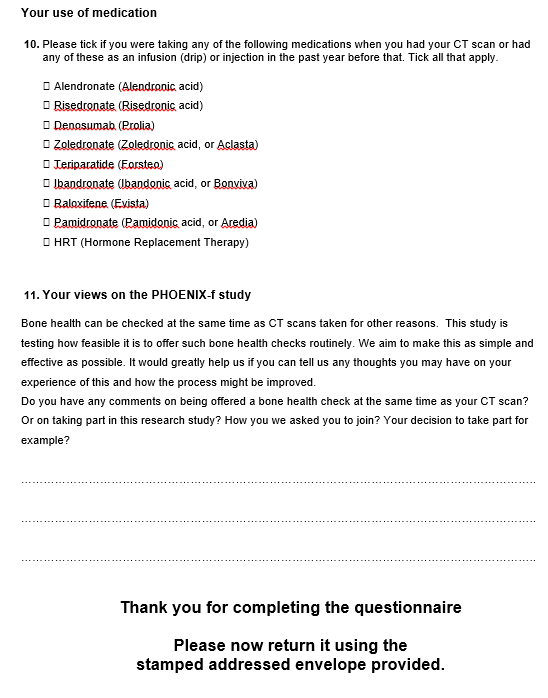 Your use of medication
10. Please tick if you were taking any of the following medications when you had your CT scan or had
any of these as an infusion (drip) or injection in the past year before that. Tick all that apply.
☐ Alendronate (Alendronic acid)
☐ Risedronate (Risedronic acid)
☐ Denosumab (Prolia)
☐ Zoledronate (Zoledronic acid, or Aclasta)
☐ Teriparatide (Forsteo)
☐ Ibandronate (Ibandonic acid, or Bonviva)
☐ Raloxifene (Evista)
☐ Pamidronate (Pamidonic acid, or Aredia)
☐ HRT (Hormone Replacement Therapy)
11. Your views on the PHOENIX-f study
Bone health can be checked at the same time as CT scans taken for other reasons. This study is
testing how feasible it is to offer such bone health checks routinely. We aim to make this as simple and
effective as possible. It would greatly help us if you can tell us any thoughts you may have on your
experience of this and how the process might be improved.
Do you have any comments on being offered a bone health check at the same time as your CT scan?
Or on taking part in this research study? How you we asked you to join? Your decision to take part for
example?
Thank you for completing the questionnaire
Please now return it using the
stamped addressed envelope provided.